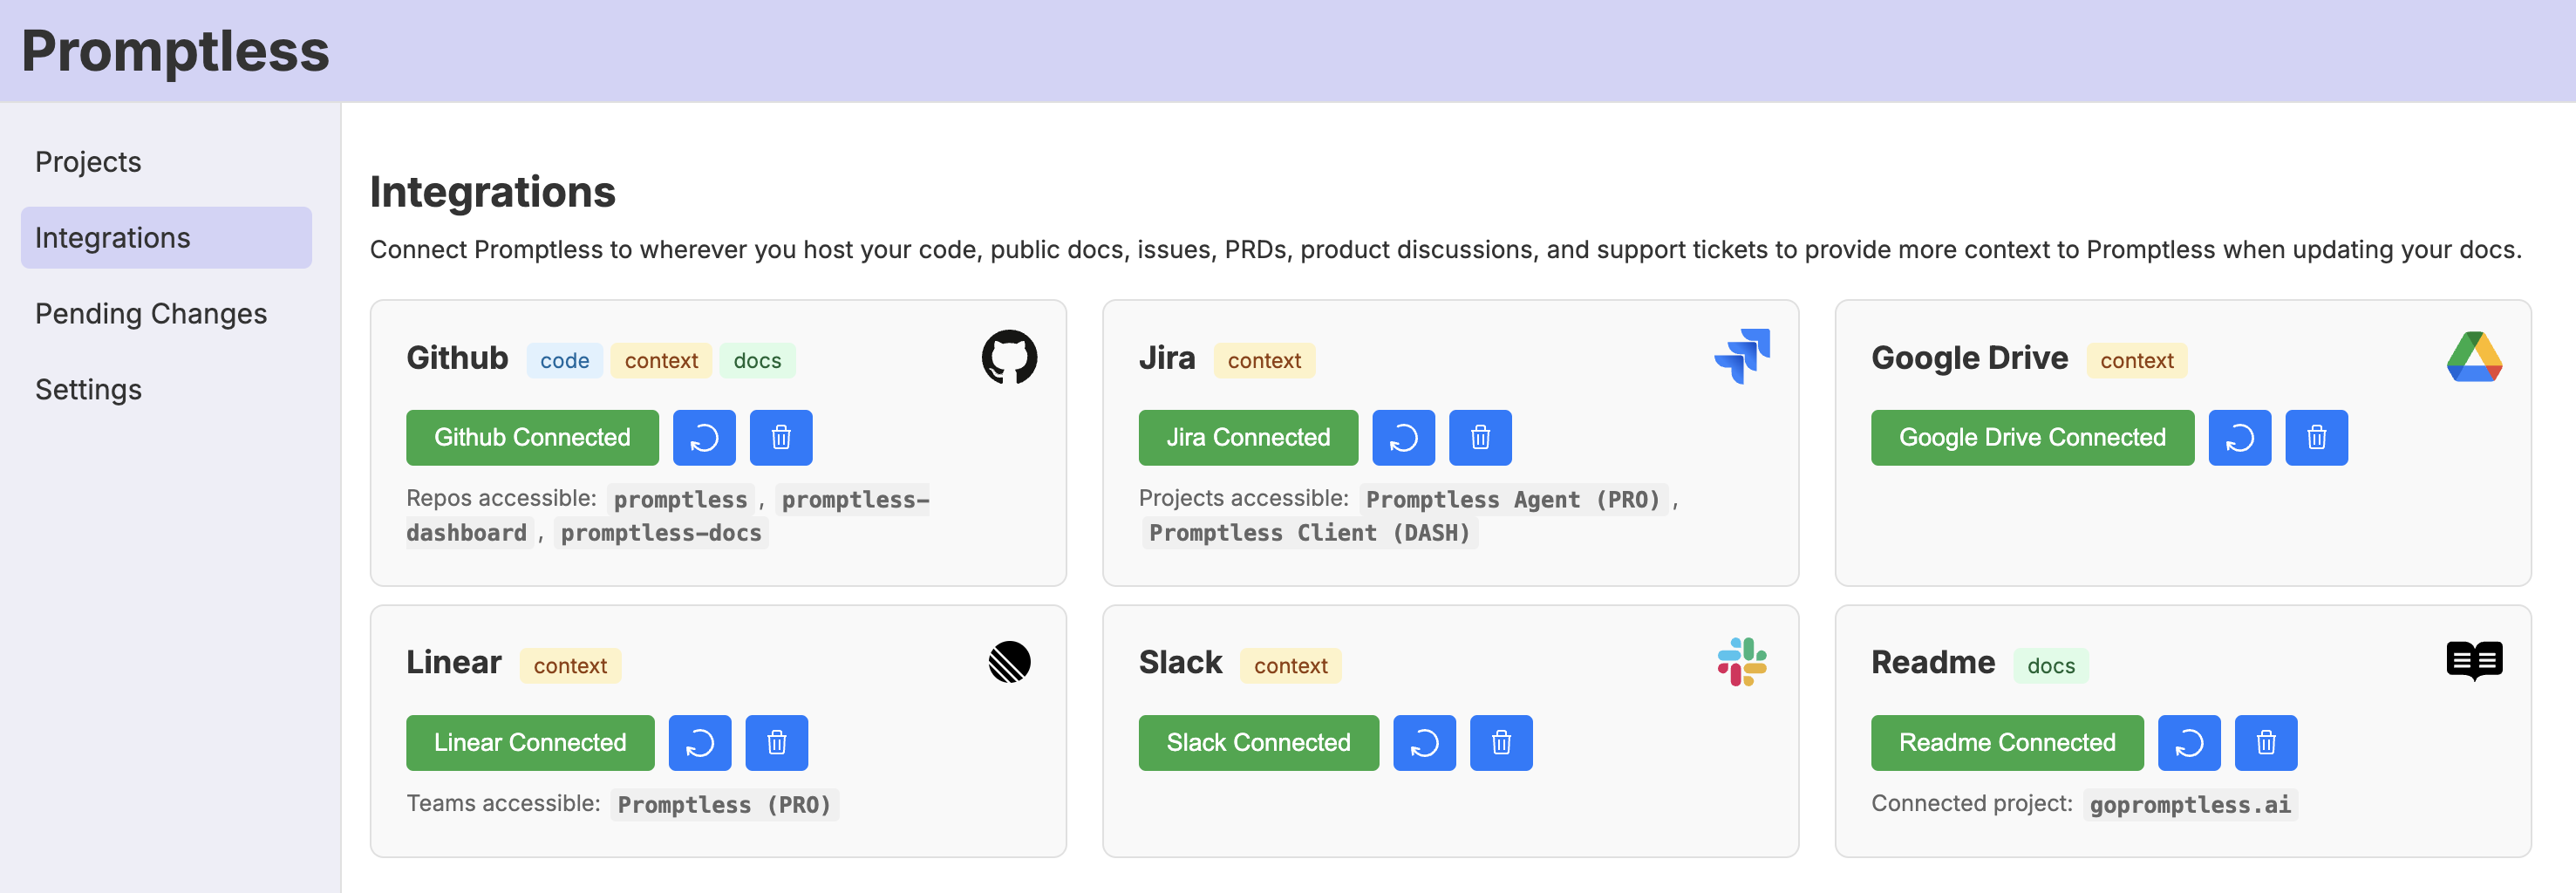 Promptless
Projects
Integrations
Pending Changes
Settings
Integrations
Connect Promptless to wherever you host your code, public docs, issues, PRDs, product discussions, and support tickets to provide more context to Promptless when updating your docs.
Github code context docs
Github Connected
Repos accessible: promptless , promptless-
dashboard , promptless-docs
Jira context
Jira Connected
Projects accessible: Promptless Agent (PRO) ,
Promptless Client (DASH)
Google Drive context
Google Drive Connected
Linear context
Linear Connected
Teams accessible: Promptless (PRO)
Slack context
Slack Connected
Readme docs
Readme Connected
Connected project: gopromptless.ai